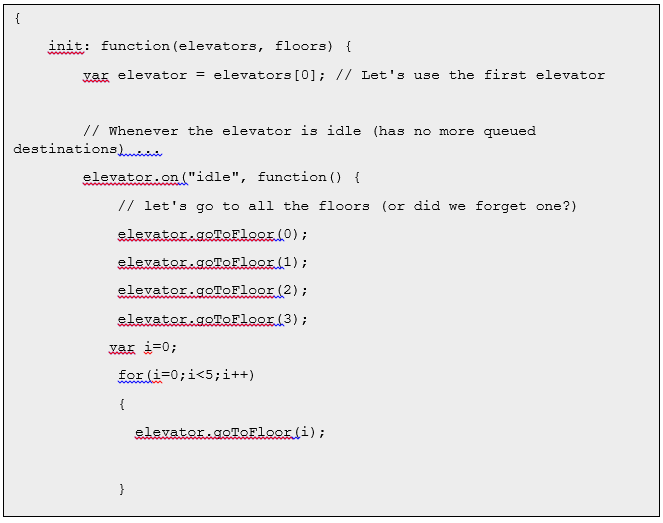 {
init: function(elevators, floors) {
var elevator = elevators[0]; // Let's use the first elevator
// Whenever the elevator is idle (has no more queued
destinations) ...
elevator.on("idle", function() {
// let's go to all the floors (or did we forget one?)
elevator.goToFloor(0);
elevator.goToFloor(1);
elevator.goToFloor(2);
elevator.goToFloor(3);
var i=0;
for(i=0;i<5;i++)
{
elevator.goToFloor(i);
}